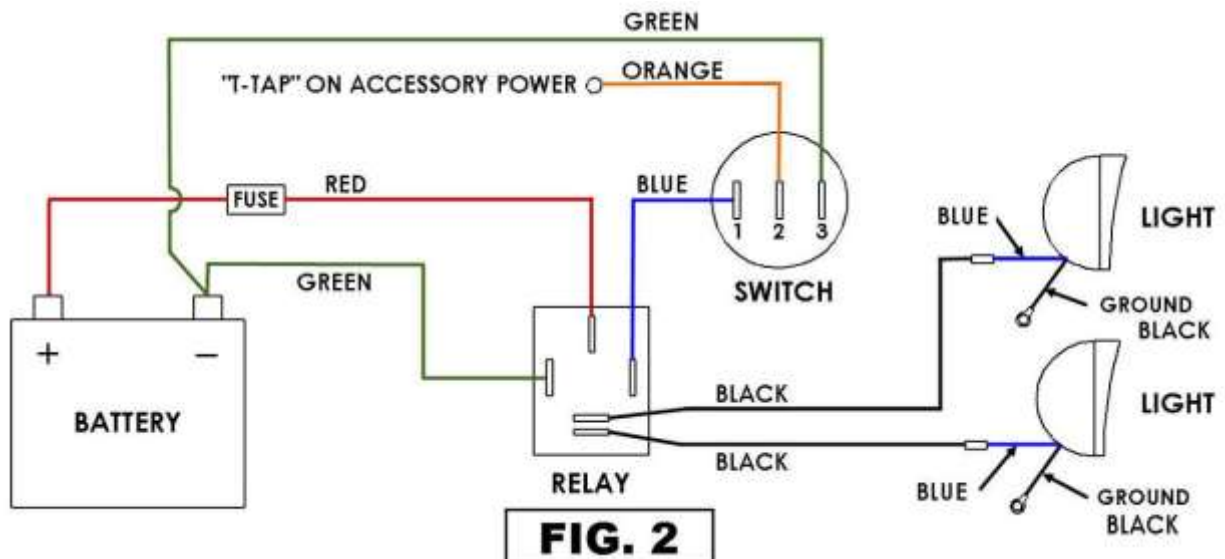 GREEN
"T-TAP" ON ACCESSORY POWER
ORANGE
FUSE
RED
BLUE
1 2 3
SWITCH
BLUE
LIGHT
GROUND
BLACK
GREEN
+ −
BATTERY
BLACK
BLACK
RELAY
LIGHT
BLUE
GROUND
BLACK
FIG. 2